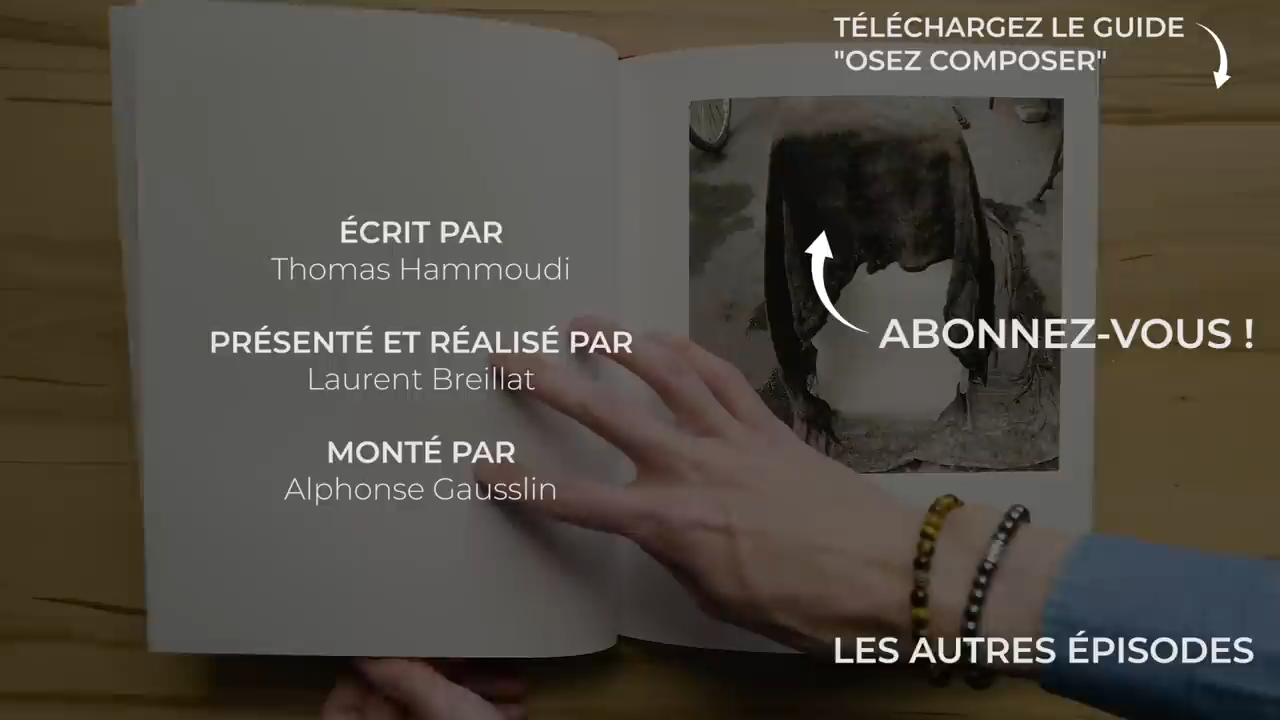 TÉLÉCHARGEZ LE GUIDE
"OSEZ COMPOSER"
ÉCRIT PAR
Thomas Hammoudi
PRÉSENTÉ ET RÉALISÉ PAR
Laurent Breillat
MONTÉ PAR
Alphonse Gausslin
ABONNEZ-VOUS !
LES AUTRES ÉPISODES